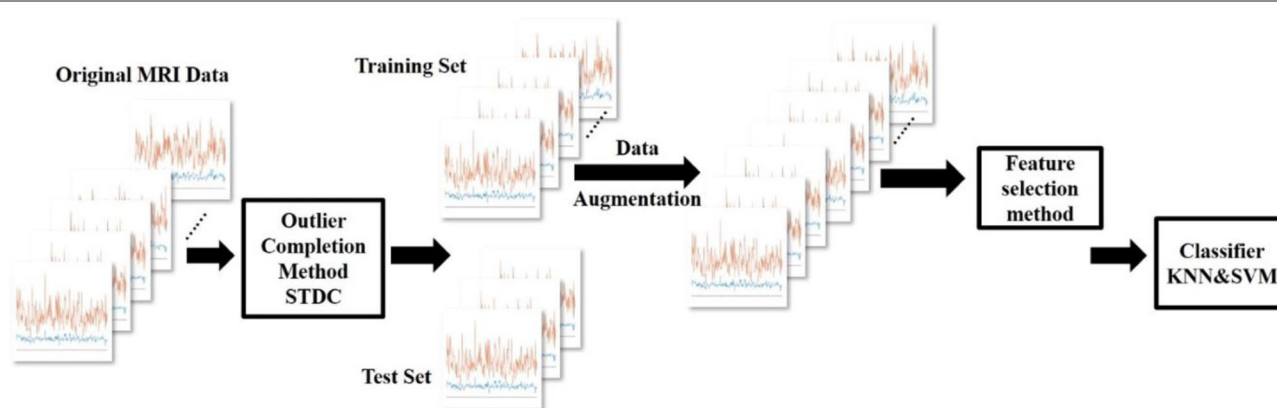 Original MRI Data
Outlier
Completion
Method
STDC
Training Set
Test Set
Data
Augmentation
Feature
selection
method
Classifier
KNN&SVM